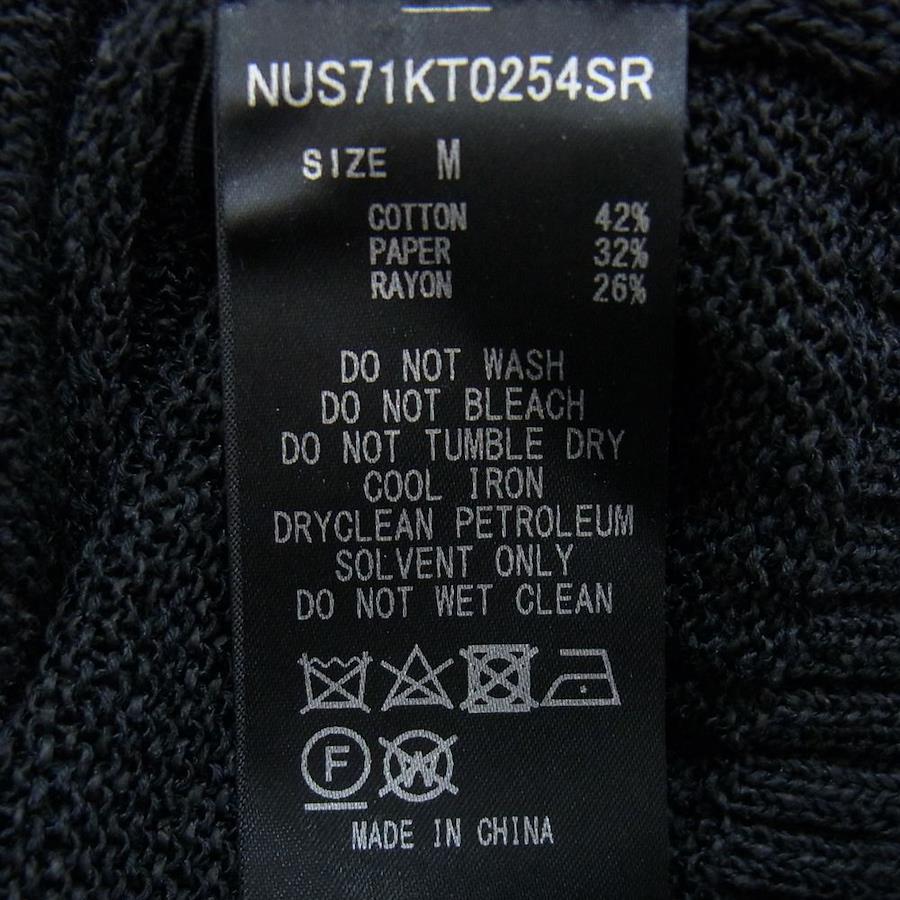 NUS71KT0254SR
SIZE M
COTTON 42%
PAPER 32%
RAYON 26%
DO NOT WASH
DO NOT BLEACH
DO NOT TUMBLE DRY
COOL IRON
DRYCLEAN PETROLEUM
SOLVENT ONLY
DO NOT WET CLEAN
F W
MADE IN CHINA